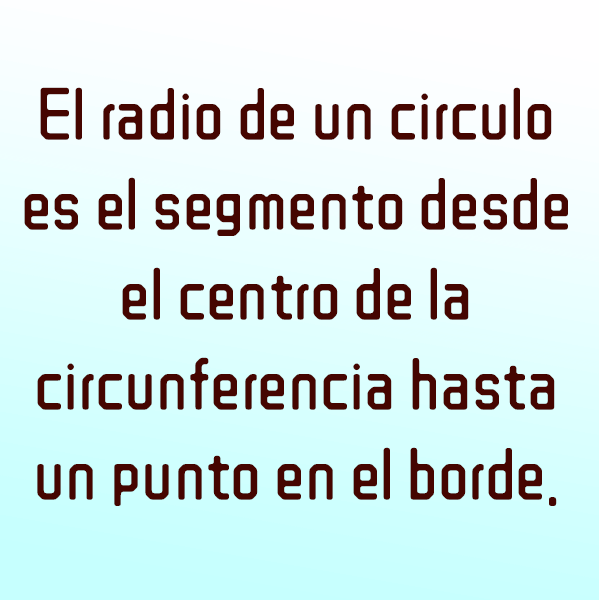 El radio de un circulo
es el segmento desde
el centro de la
circunferencia hasta
un punto en el borde.